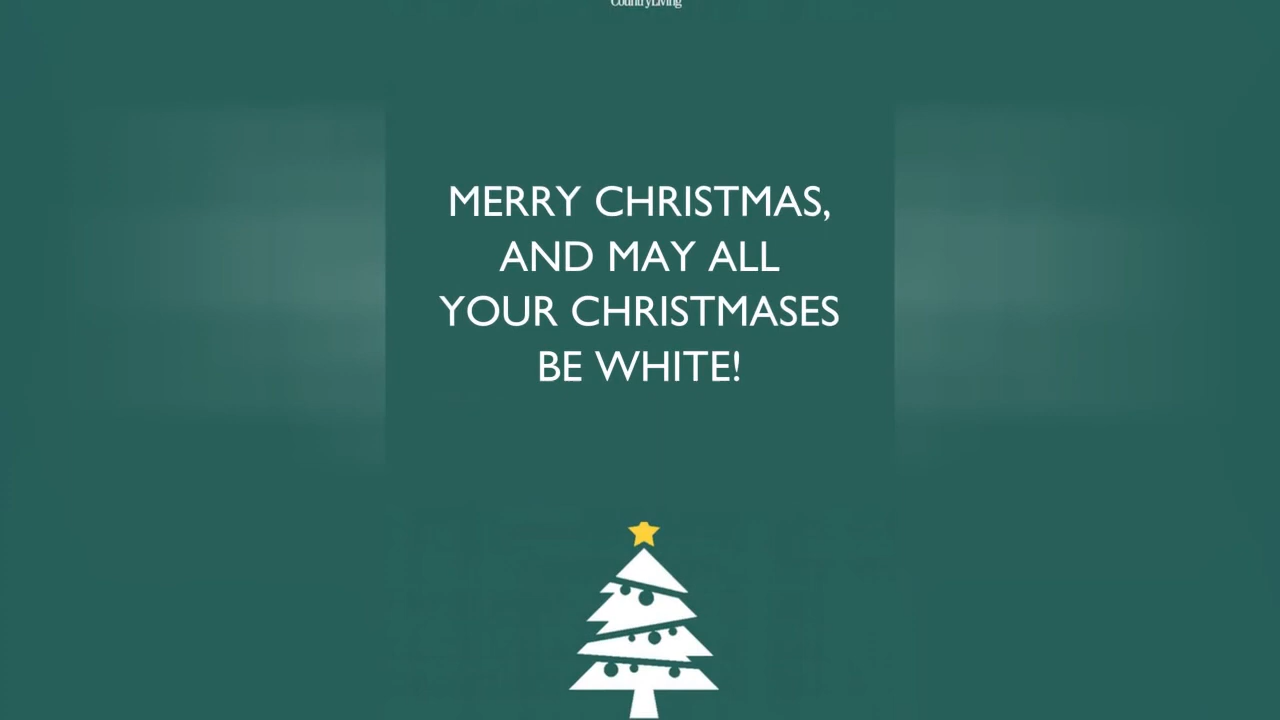 CountryLiving
MERRY CHRISTMAS,
AND MAY ALL
YOUR CHRISTMASES
BE WHITE!